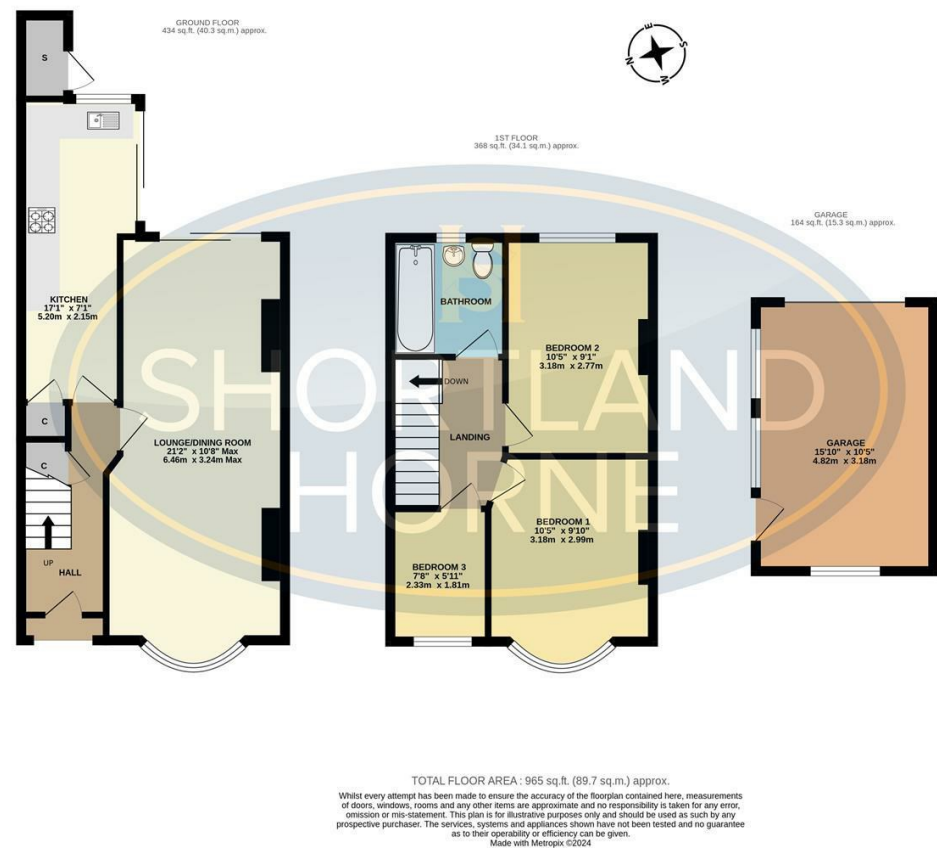 GROUND FLOOR
434 sq.ft. (40.3 sq.m.) approx.
S
KITCHEN
17'1" x 7'1"
5.20m x 2.15m
C
C
LOUNGE/DINING ROOM
21'2" x 10'8" Max
6.46m x 3.24m Max
UP
HALL
1ST FLOOR
368 sq.ft. (34.1 sq.m.) approx.
BATHROOM
BEDROOM 2
10'5" x 9'1"
3.18m x 2.77m
DOWN
LANDING
BEDROOM 1
10'5" x 9'10"
3.18m x 2.99m
BEDROOM 3
7'8" x 5'11"
2.33m x 1.81m
E
S
N
W
GARAGE
164 sq.ft. (15.3 sq.m.) approx.
GARAGE
15'10" x 10'5"
4.82m x 3.18m
SHORTLAND
HORNE
TOTAL FLOOR AREA : 965 sq.ft. (89.7 sq.m.) approx.
Whilst every attempt has been made to ensure the accuracy of the floorplan contained here, measurements
of doors, windows, rooms and any other items are approximate and no responsibility is taken for any error,
omission or mis-statement. This plan is for illustrative purposes only and should be used as such by any
prospective purchaser. The services, systems and appliances shown have not been tested and no guarantee
as to their operability or efficiency can be given.
Made with Metropix ©2024